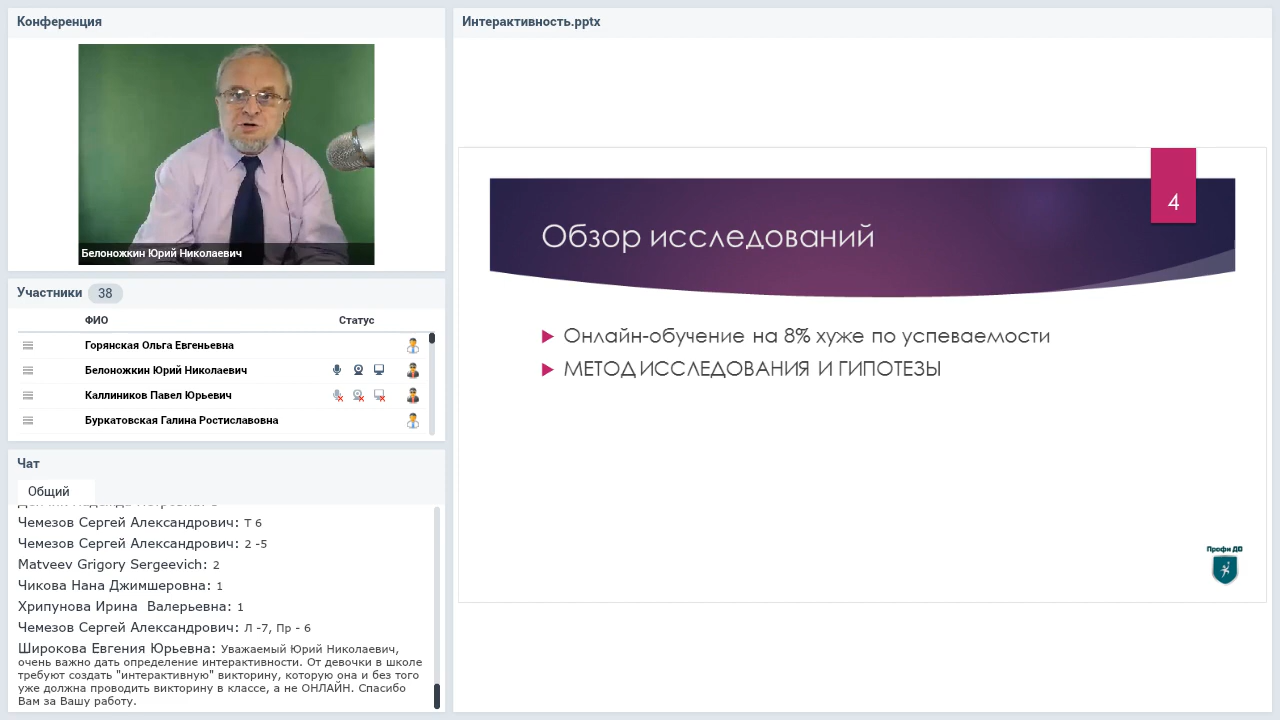 Конференция
Белоножкин Юрий Николаевич
Участники 38
ФИО Статус
Горянская Ольга Евгеньевна
Белоножкин Юрий Николаевич
Каллиников Павел Юрьевич
Буркатовская Галина Ростиславовна
Чат
Общий
Чемезов Сергей Александрович: Т 6
Чемезов Сергей Александрович: 2 -5
Matveev Grigory Sergeevich: 2
Чикова Нана Джимшеровна: 1
Хрипунова Ирина  Валерьевна: 1
Чемезов Сергей Александрович: Л -7, Пр - 6
Широкова Евгения Юрьевна: Уважаемый Юрий Николаевич,
очень важно дать определение интерактивности. От девочки в школе
требуют создать "интерактивную" викторину, которую она и без того
уже должна проводить викторину в классе, а не ОНЛАЙН. Спасибо
Вам за Вашу работу.
Интерактивность.pptx
4
Обзор исследований
Онлайн-обучение на 8% хуже по успеваемости
МЕТОД ИССЛЕДОВАНИЯ И ГИПОТЕЗЫ
Профи ДО